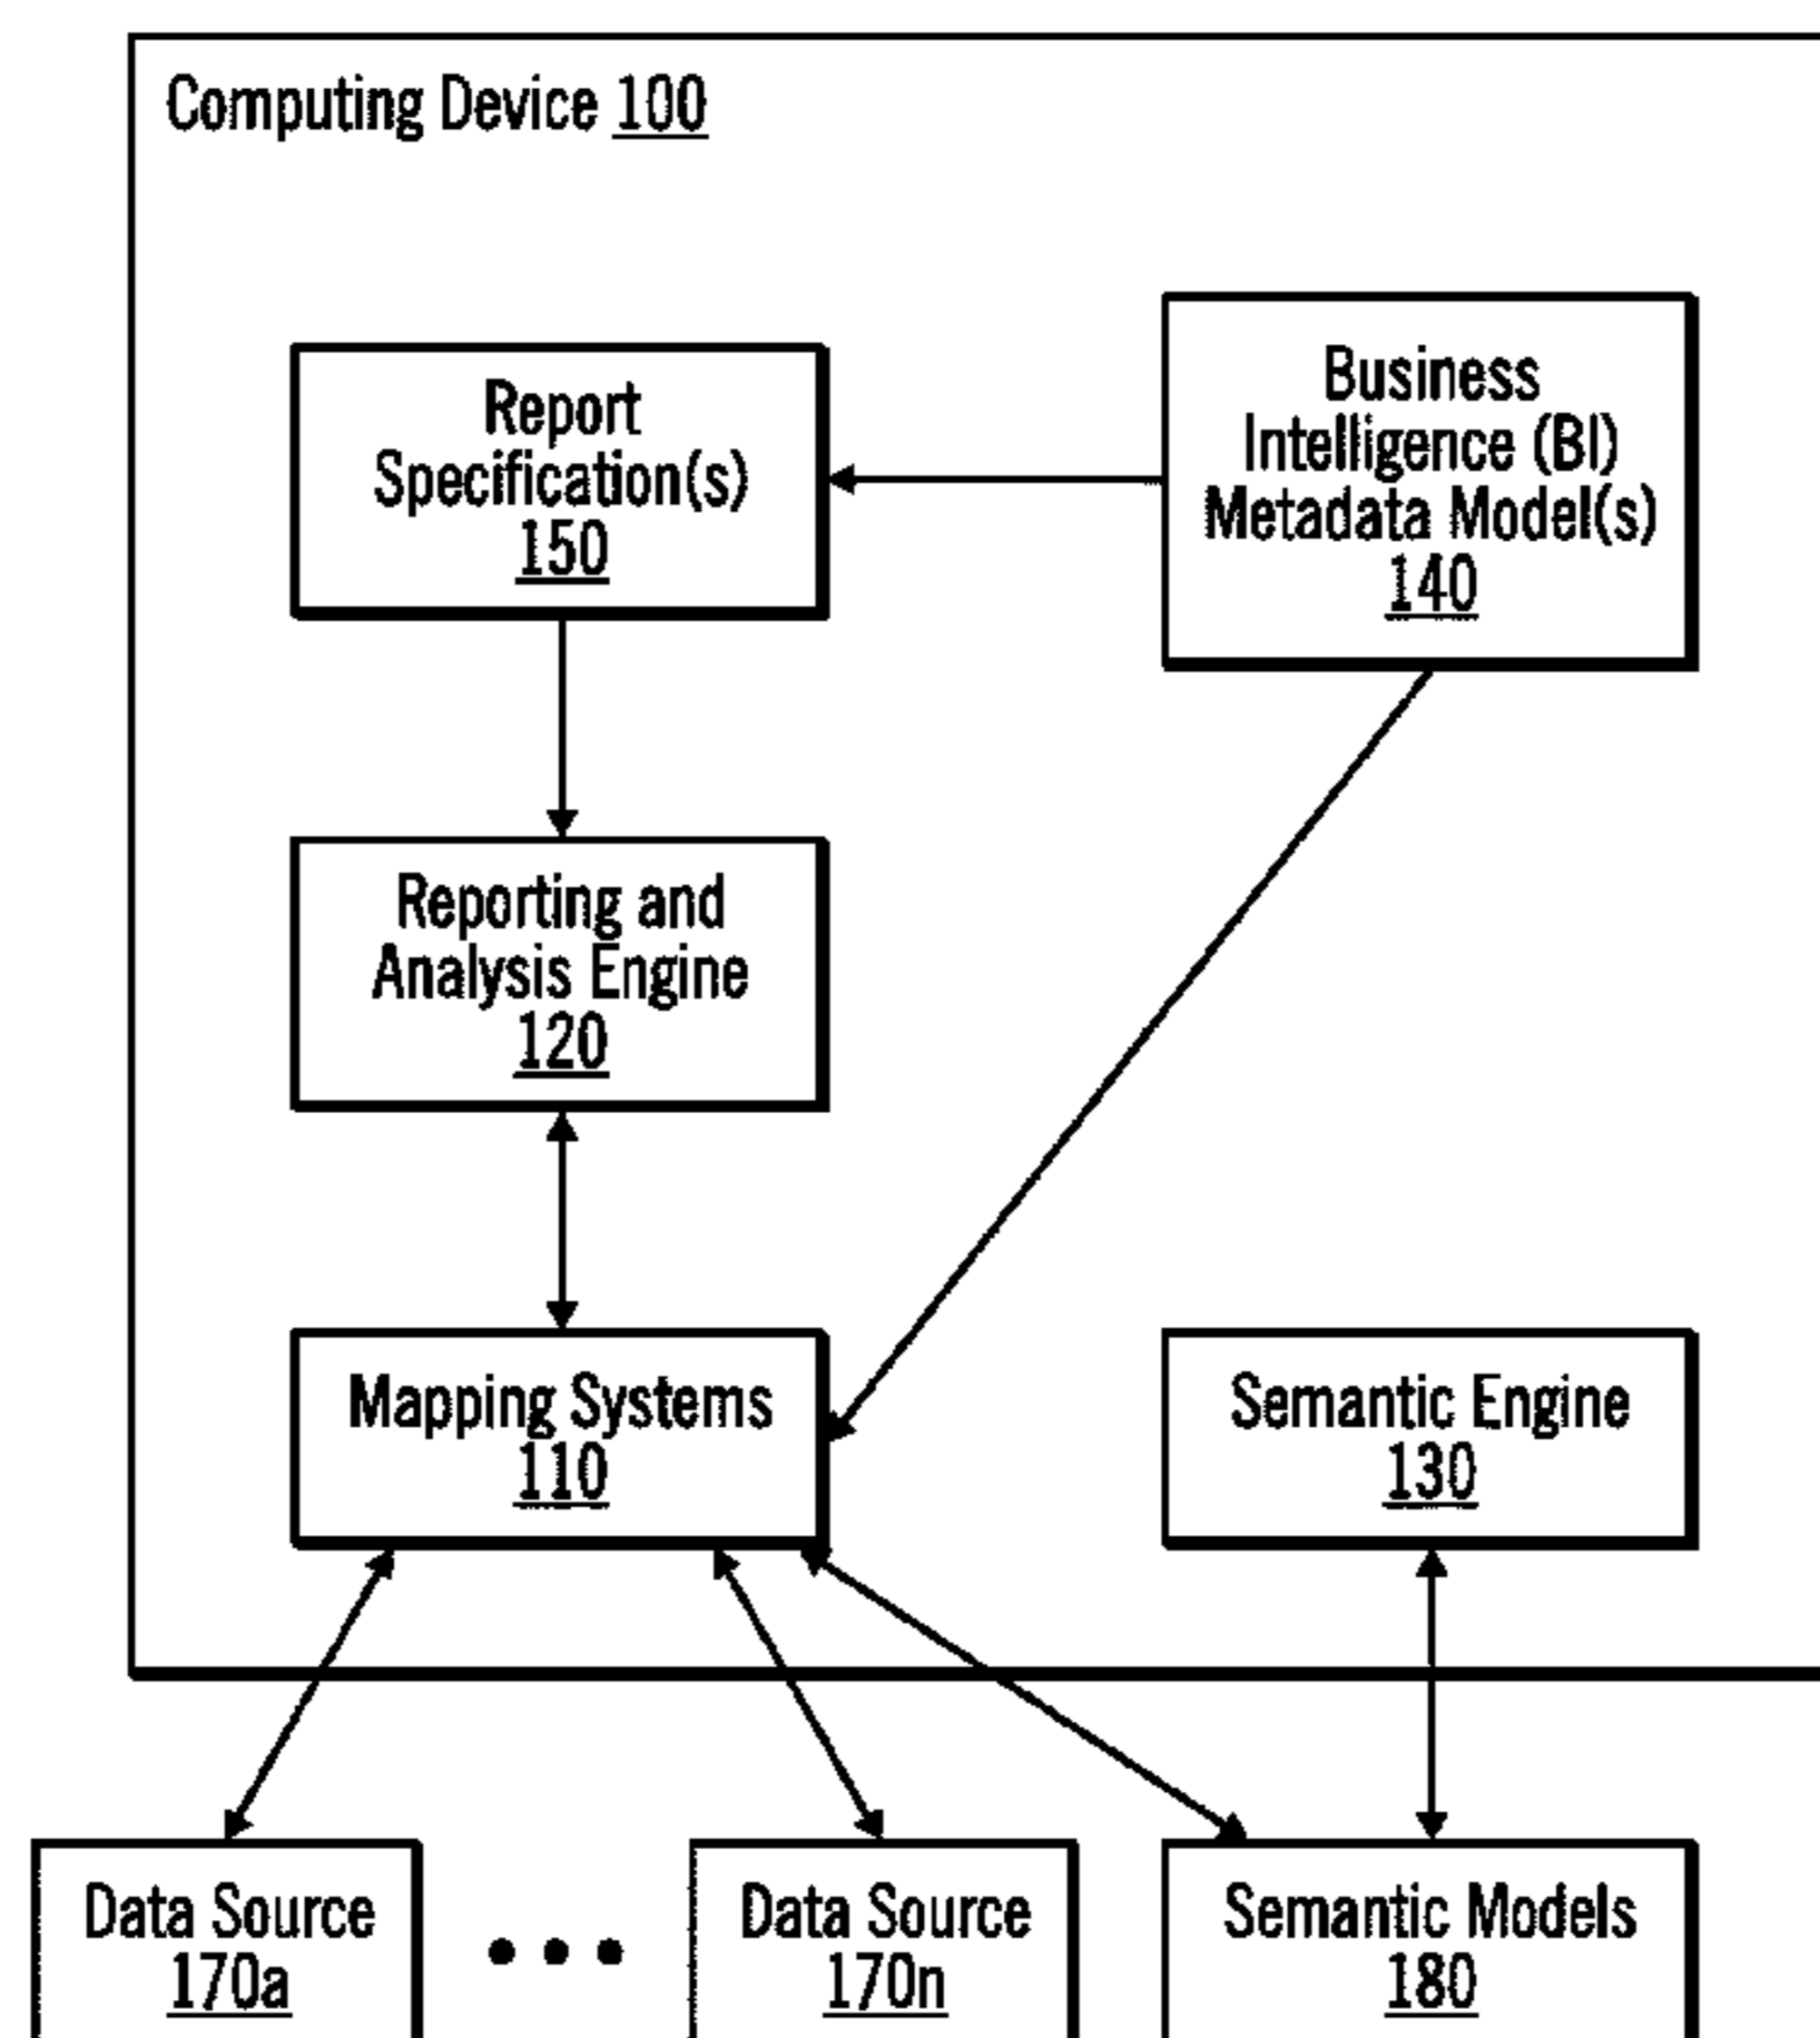 Computing Device 100
Report
Specification(s)
150
Business
Intelligence (BI)
Metadata Model(s)
140
Reporting and
Analysis Engine
120
Mapping Systems
110
Semantic Engine
130
Data Source
170a
Data Source
170n
Semantic Models
180